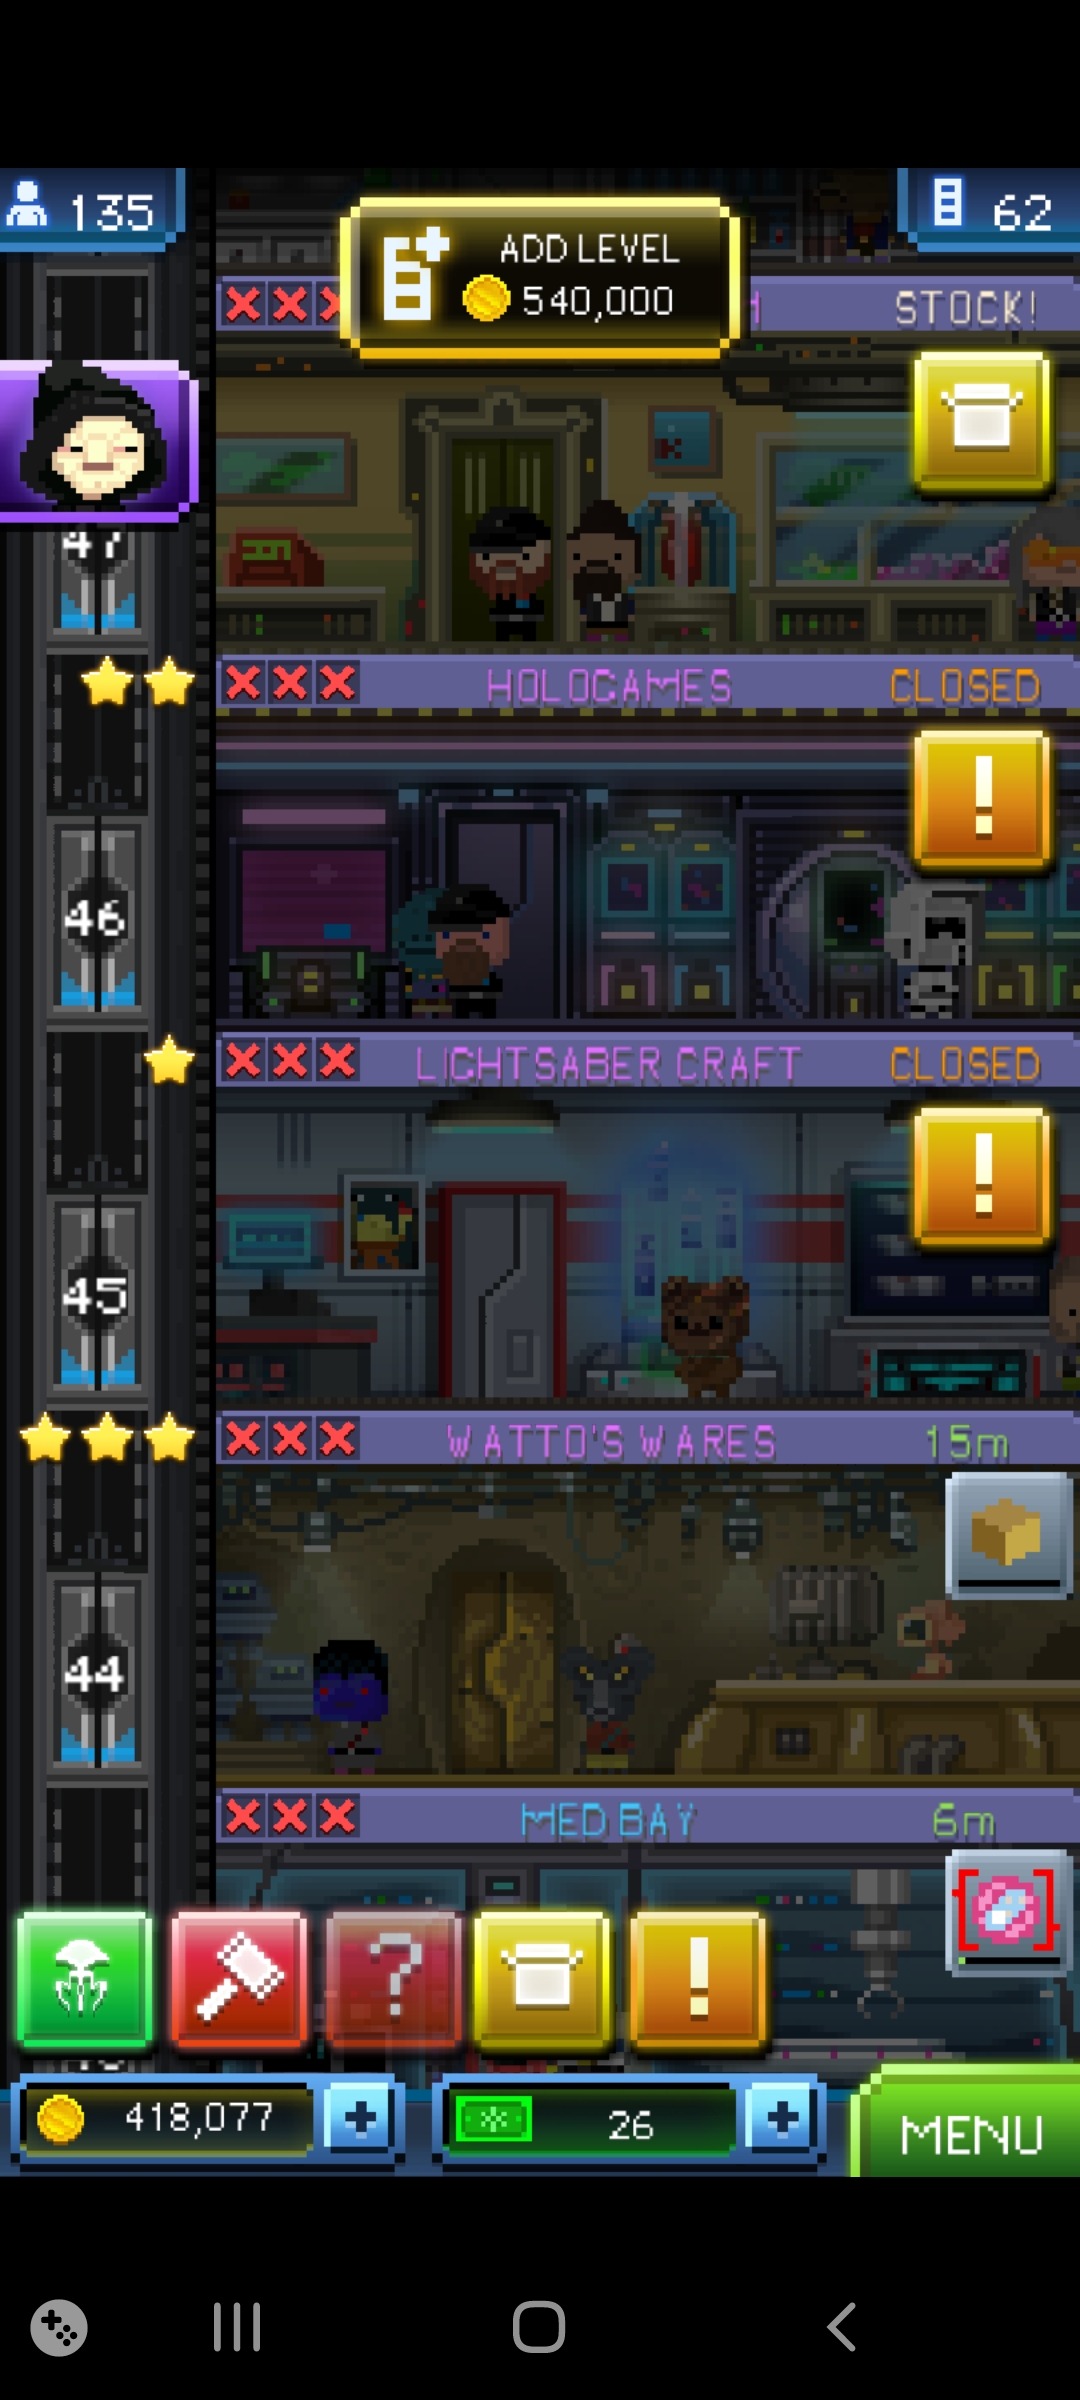 135
ADD LEVEL
540,000
62
STOCK!
47
HOLOGAMES
CLOSED
46
LIGHTSABER CRAFT
CLOSED
45
WATTO'S WARES
15m
44
MED BAY
6m
418,077
26
MENU